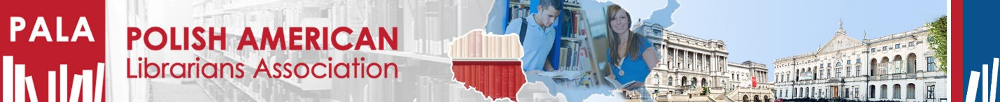 PALA
POLISH AMERICAN
Librarians Association